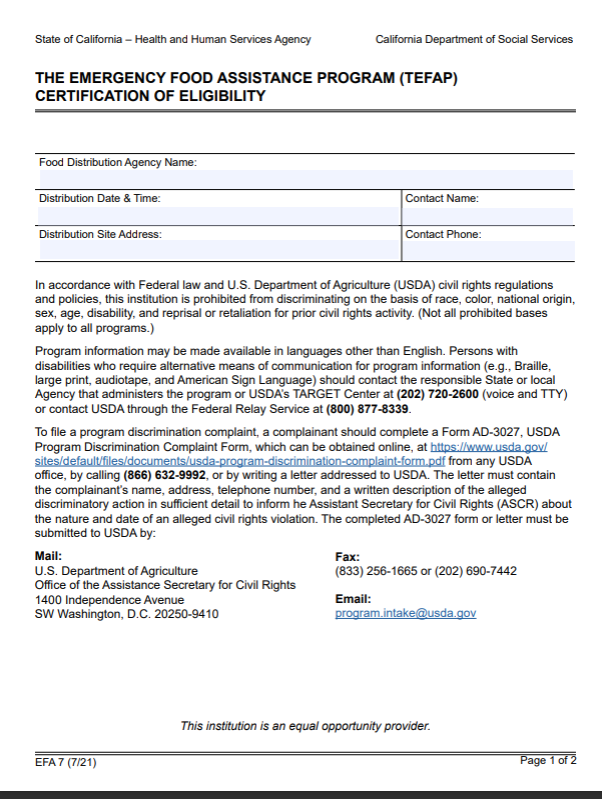 State of California – Health and Human Services Agency
California Department of Social Services
THE EMERGENCY FOOD ASSISTANCE PROGRAM (TEFAP)
CERTIFICATION OF ELIGIBILITY
Food Distribution Agency Name:
Distribution Date & Time:
Contact Name:
Distribution Site Address:
Contact Phone:
In accordance with Federal law and U.S. Department of Agriculture (USDA) civil rights regulations
and policies, this institution is prohibited from discriminating on the basis of race, color, national origin,
sex, age, disability, and reprisal or retaliation for prior civil rights activity. (Not all prohibited bases
apply to all programs.)
Program information may be made available in languages other than English. Persons with
disabilities who require alternative means of communication for program information (e.g., Braille,
large print, audiotape, and American Sign Language) should contact the responsible State or local
Agency that administers the program or USDA's TARGET Center at (202) 720-2600 (voice and TTY)
or contact USDA through the Federal Relay Service at (800) 877-8339.
To file a program discrimination complaint, a complainant should complete a Form AD-3027, USDA
Program Discrimination Complaint Form, which can be obtained online, at https://www.usda.gov/
sites/default/files/documents/usda-program-discrimination-complaint-form.pdf from any USDA
office, by calling (866) 632-9992, or by writing a letter addressed to USDA. The letter must contain
the complainant's name, address, telephone number, and a written description of the alleged
discriminatory action in sufficient detail to inform he Assistant Secretary for Civil Rights (ASCR) about
the nature and date of an alleged civil rights violation. The completed AD-3027 form or letter must be
submitted to USDA by:
Mail:
U.S. Department of Agriculture
Office of the Assistance Secretary for Civil Rights
1400 Independence Avenue
SW Washington, D.C. 20250-9410
Fax:
(833) 256-1665 or (202) 690-7442
Email:
program.intake@usda.gov
This institution is an equal opportunity provider.
EFA 7 (7/21)
Page 1 of 2